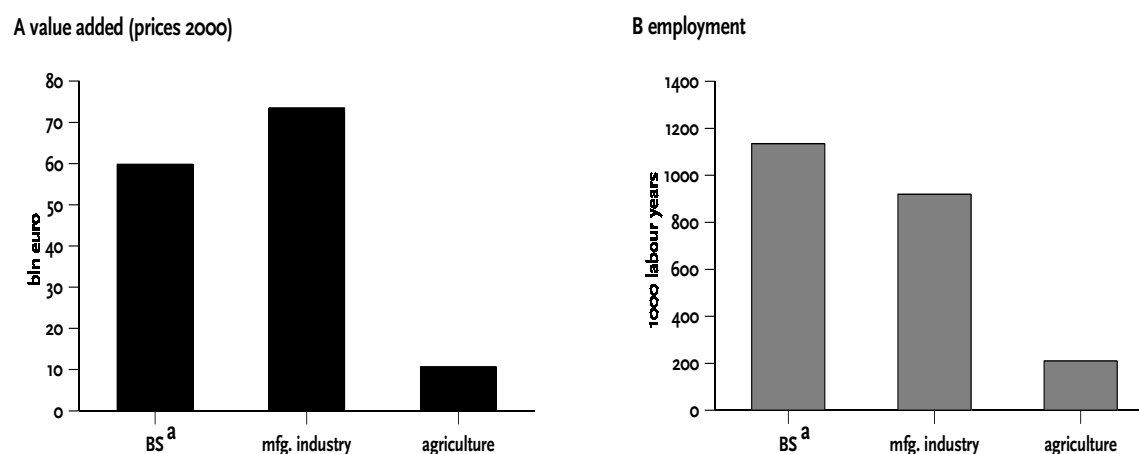 A value added (prices 2000)
bln euro
80
70
60
50
40
30
20
10
0
BS a
mfg. industry
agriculture
B employment
1000 labour years
1400
1200
1000
800
600
400
200
0
BS a
mfg. industry
agriculture